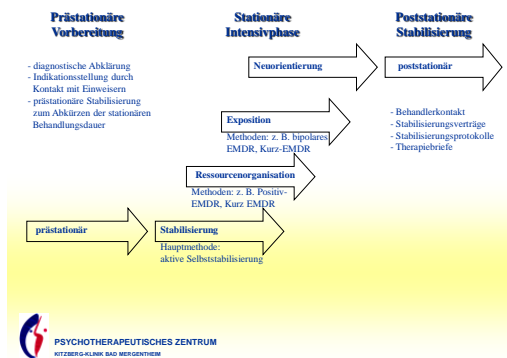 Prästationäre
Vorbereitung
- diagnostische Abklärung
- Indikationsstellung durch
Kontakt mit Einweisern
- prästationäre Stabilisierung
zum Abkürzen der stationären
Behandlungsdauer
Stationäre
Intensivphase
Poststationäre
Stabilisierung
Neuorientierung
poststationär
Exposition
Methoden: z. B. bipolares
EMDR, Kurz-EMDR
- Behandlerkontakt
- Stabilisierungsverträge
- Stabilisierungsprotokolle
- Therapiebriefe
Ressourcenorganisation
Methoden: z. B. Positiv-
EMDR, Kurz EMDR
prästationär
Stabilisierung
Hauptmethode:
aktive Selbststabilisierung
PSYCHOTHERAPEUTISCHES ZENTRUM
KITZBERG-KLINIK BAD MERGENTHEIM